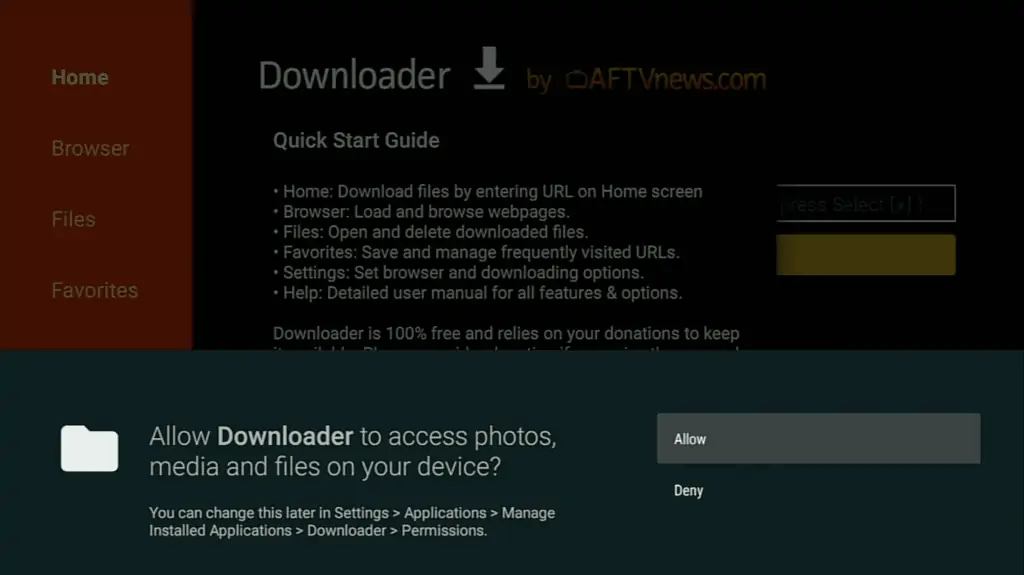 Home
Browser
Files
Favorites
Downloader by AFTVnews.com
Quick Start Guide
• Home: Download files by entering URL on Home screen
• Browser: Load and browse webpages.
• Files: Open and delete downloaded files.
• Favorites: Save and manage frequently visited URLs.
• Settings: Set browser and downloading options.
• Help: Detailed user manual for all features & options.
Downloader is 100% free and relies on your donations to keep
press Select
Allow Downloader to access photos,
media and files on your device?
You can change this later in Settings > Applications > Manage
Installed Applications > Downloader > Permissions.
Allow
Deny